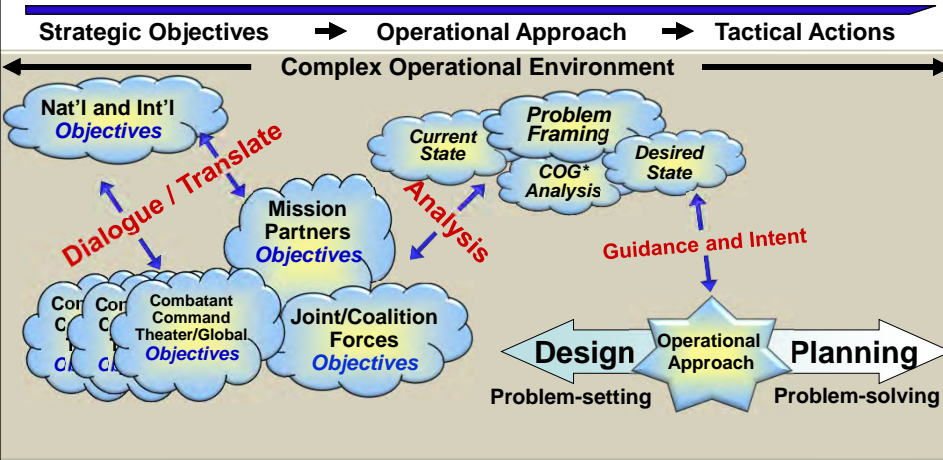 Strategic Objectives
Operational Approach
Tactical Actions
Complex Operational Environment
Nat'l and Int'l
Objectives
Dialogue / Translate
Mission
Partners
Objectives
Combatant
Command
Theater/Global
Objectives
Joint/Coalition
Forces
Objectives
Current
State
Problem
Framing
COG*
Analysis
Desired
State
Analysis
Guidance and Intent
Design
Operational
Approach
Planning
Problem-setting
Problem-solving